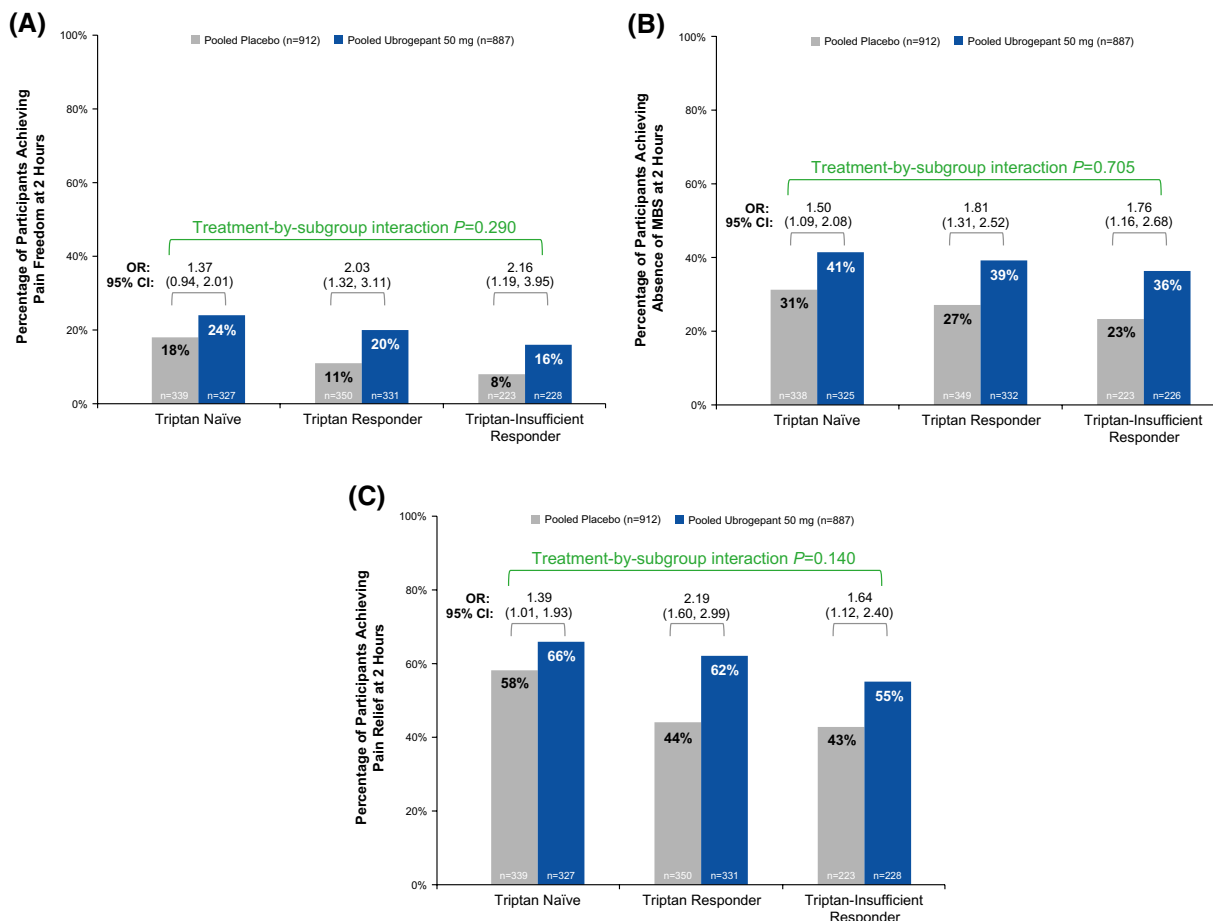 (A)
Pooled Placebo (n=912) Pooled Ubrogepant 50 mg (n=887)
Percentage of Participants Achieving
Pain Freedom at 2 Hours
100%
80%
60%
40%
20%
0%
Treatment-by-subgroup interaction P=0.290
OR: 1.37 2.03 2.16
95% CI: (0.94, 2.01) (1.32, 3.11) (1.19, 3.95)
18% 24% 11% 20% 8% 16%
n=339 n=327 n=350 n=331 n=223 n=228
Triptan Naïve Triptan Responder Triptan-Insufficient
Responder
(B)
Pooled Placebo (n=912) Pooled Ubrogepant 50 mg (n=887)
Percentage of Participants Achieving
Absence of MBS at 2 Hours
100%
80%
60%
40%
20%
0%
Treatment-by-subgroup interaction P=0.705
OR: 1.50 1.81 1.76
95% CI: (1.09, 2.08) (1.31, 2.52) (1.16, 2.68)
31% 41% 27% 39% 23% 36%
n=338 n=325 n=349 n=332 n=223 n=226
Triptan Naïve Triptan Responder Triptan-Insufficient
Responder
(C)
Pooled Placebo (n=912) Pooled Ubrogepant 50 mg (n=887)
Percentage of Participants Achieving
Pain Relief at 2 Hours
100%
80%
60%
40%
20%
0%
Treatment-by-subgroup interaction P=0.140
OR: 1.39 2.19 1.64
95% CI: (1.01, 1.93) (1.60, 2.99) (1.12, 2.40)
58% 66% 44% 62% 43% 55%
n=339 n=327 n=350 n=331 n=223 n=228
Triptan Naïve Triptan Responder Triptan-Insufficient
Responder